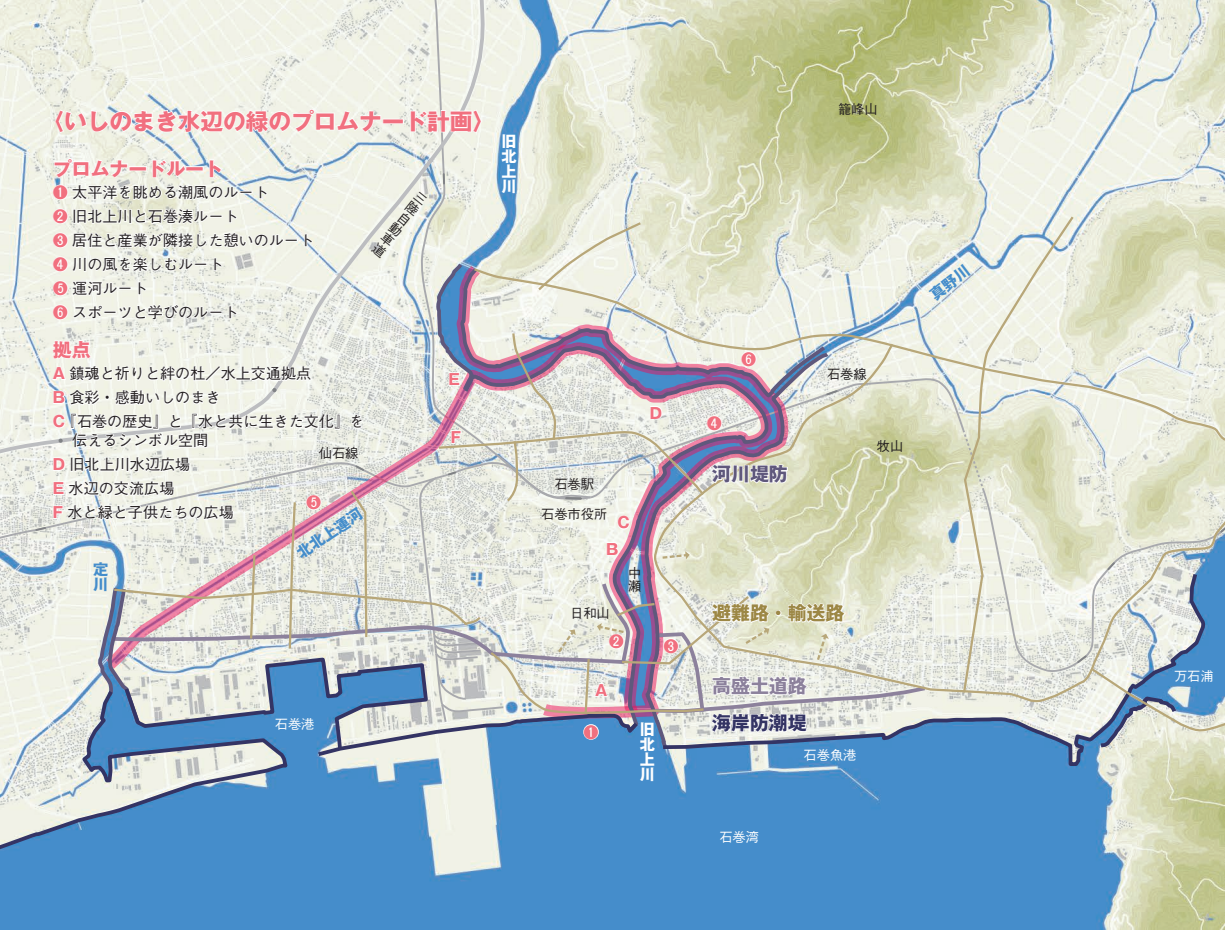 〈いしのまき水辺の緑のプロムナード計画〉
プロムナードルート
❶ 太平洋を眺める潮風のルート
❷ 旧北上川と石巻湊ルート
❸ 居住と産業が隣接した憩いのルート
❹ 川の風を楽しむルート
❺ 運河ルート
❻ スポーツと学びのルート
拠点
A 鎮魂と祈りと絆の杜／水上交通拠点
B 食彩・感動いしのまき
C 『石巻の歴史』と『水と共に生きた文化』を
伝えるシンボル空間
D 旧北上川水辺広場
E 水辺の交流広場
F 水と緑と子供たちの広場
籠峰山
旧北上川
三陸自動車道
真野川
❻
石巻線
E
D
❹
F
仙石線
牧山
河川堤防
石巻駅
❺
石巻市役所
北北上運河
C
B
定川
中瀬
日和山
避難路・輸送路
❷
❸
万石浦
高盛土道路
A
石巻港
海岸防潮堤
❶
旧北上川
石巻魚港
石巻湾